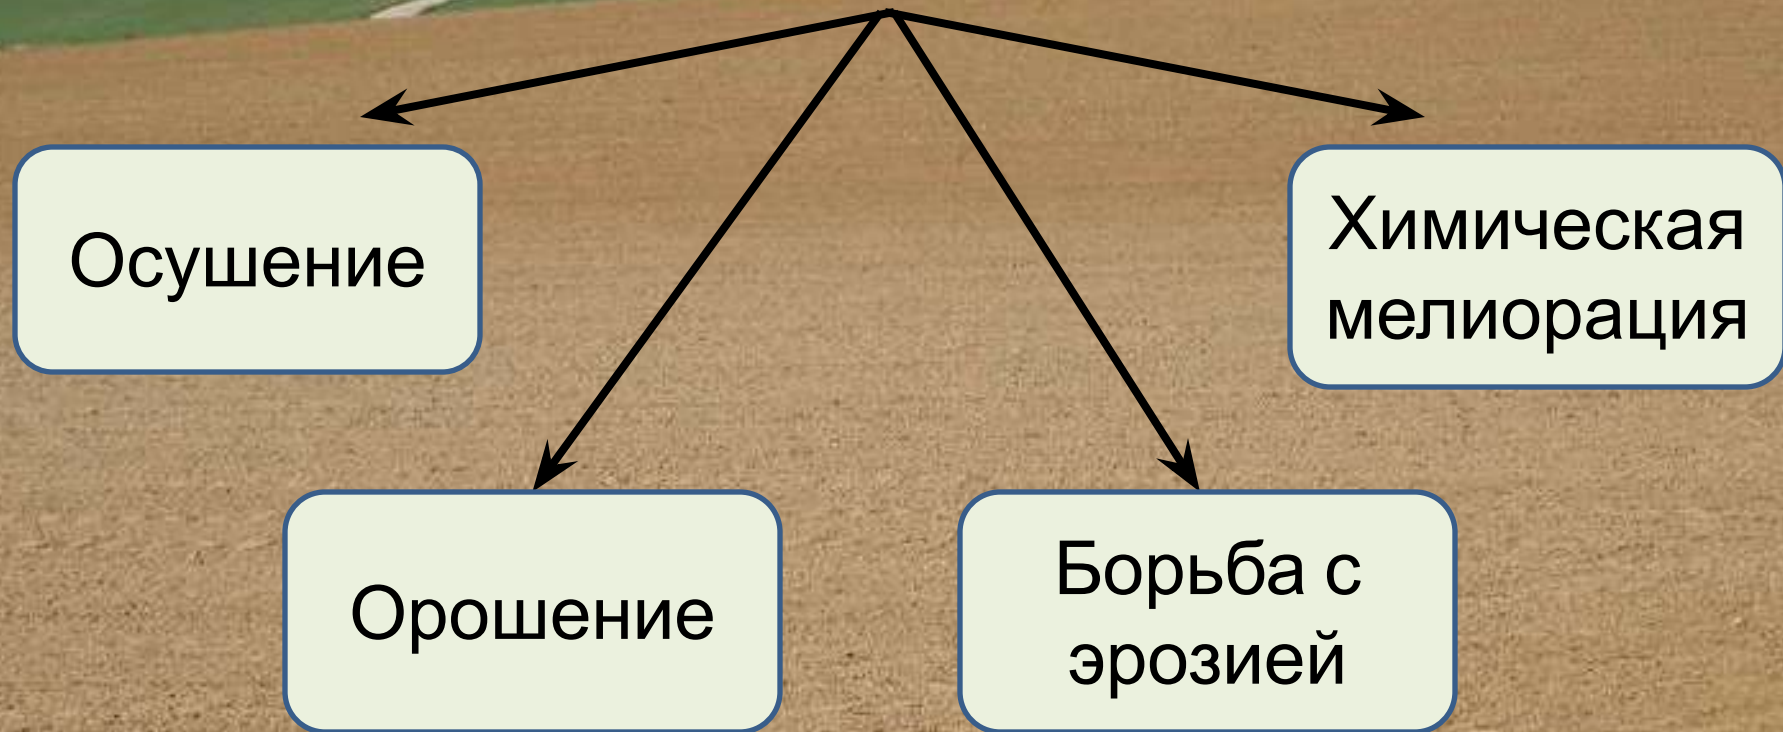 Осушение
Химическая
мелиорация
Орошение
Борьба с
эрозией